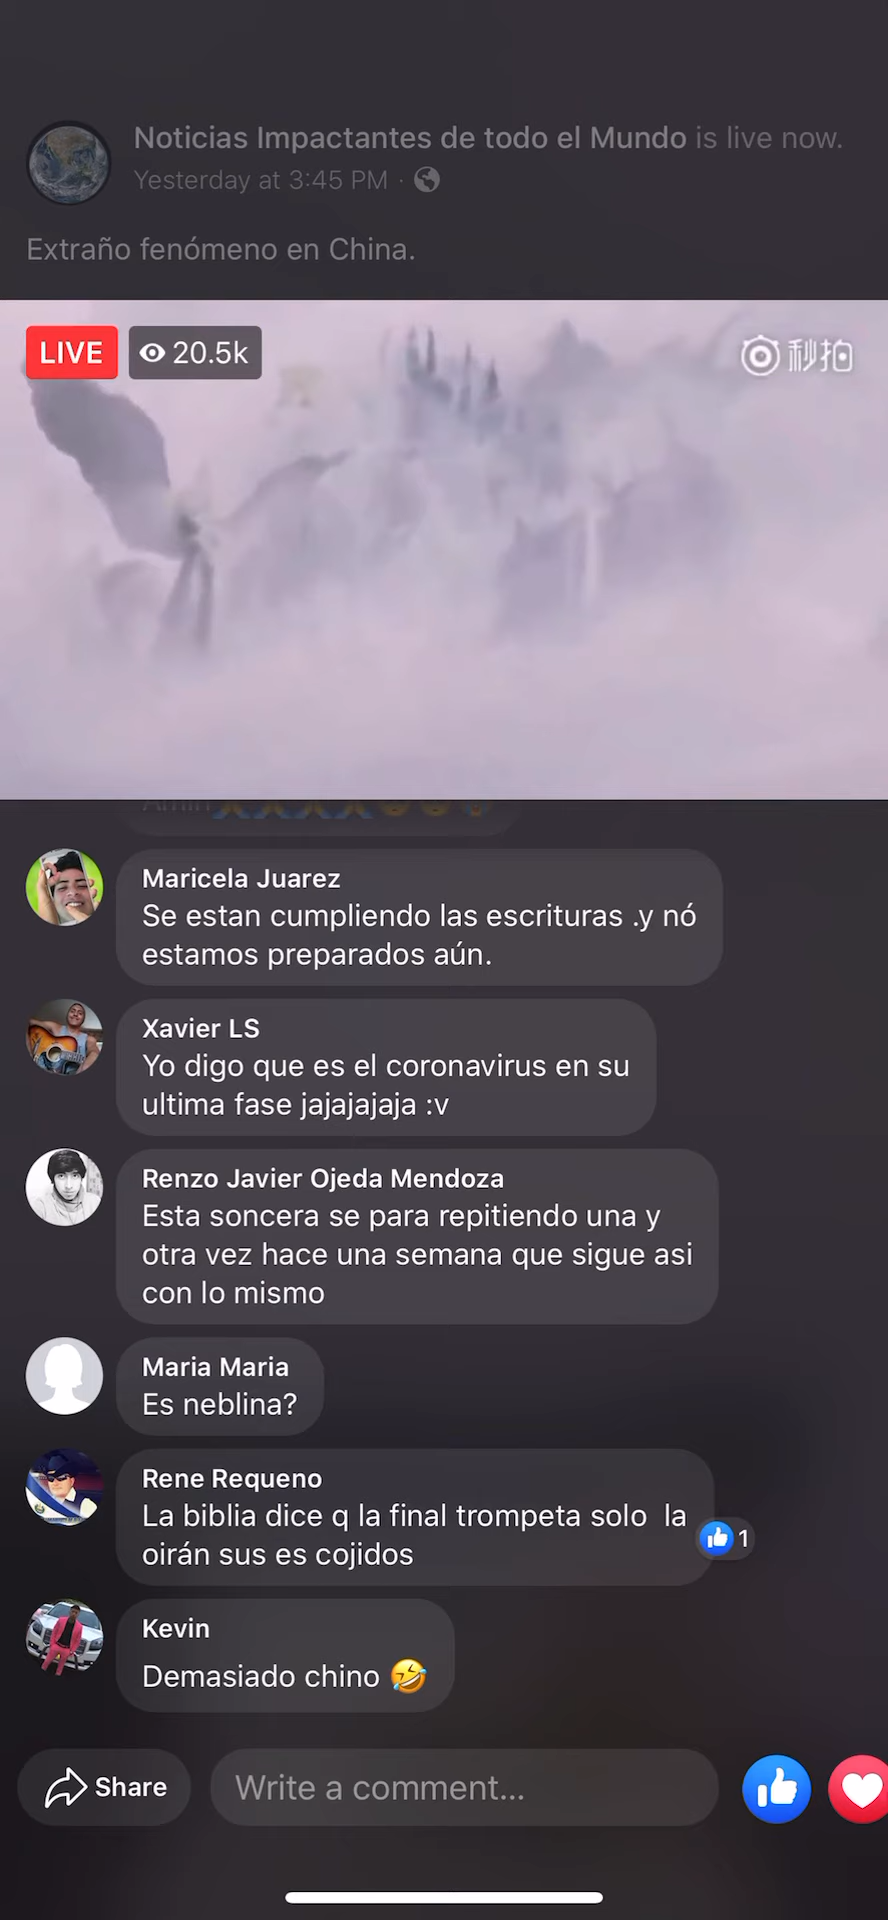 Noticias Impactantes de todo el Mundo is live now.
Yesterday at 3:45 PM ·
Extraño fenómeno en China.
LIVE 20.5k
秒拍
Maricela Juarez
Se estan cumpliendo las escrituras .y nó
estamos preparados aún.
Xavier LS
Yo digo que es el coronavirus en su
ultima fase jajajajaja :v
Renzo Javier Ojeda Mendoza
Esta soncera se para repitiendo una y
otra vez hace una semana que sigue asi
con lo mismo
Maria Maria
Es neblina?
Rene Requeno
La biblia dice q la final trompeta solo  la
oirán sus es cojidos
1
Kevin
Demasiado chino 🤣
Share
Write a comment...